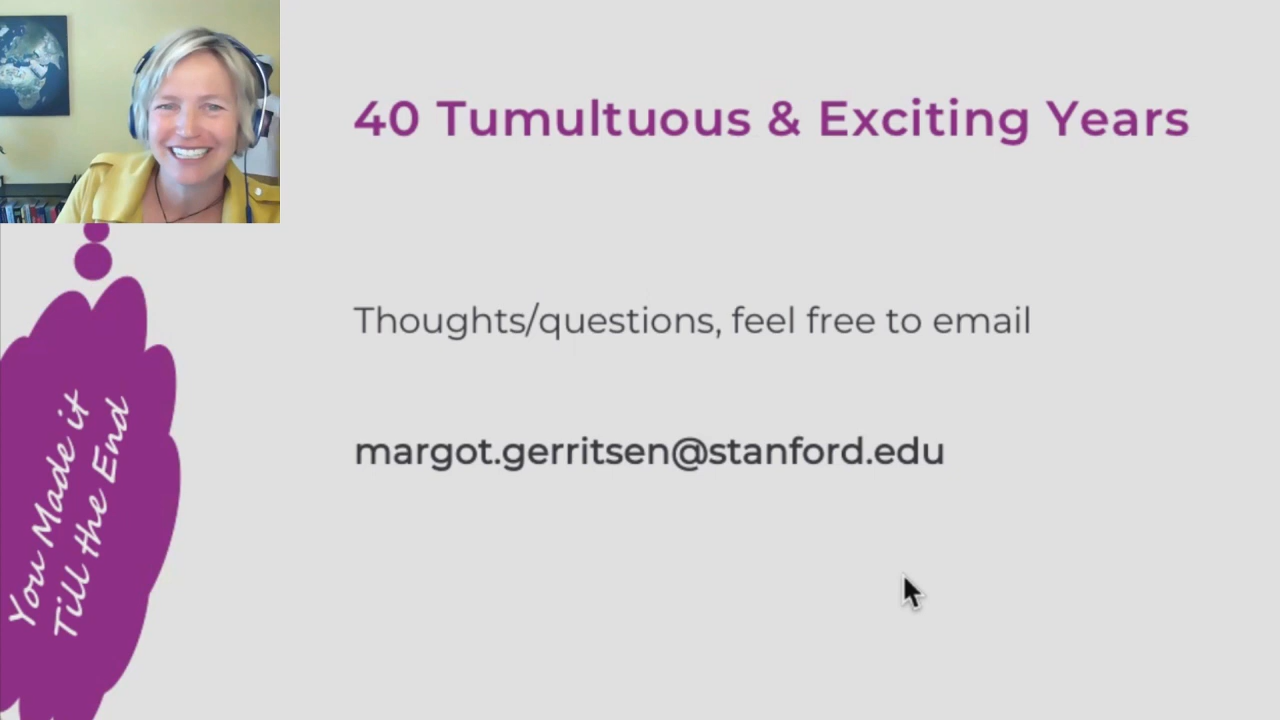 40 Tumultuous & Exciting Years
Thoughts/questions, feel free to email
margot.gerritsen@stanford.edu
You Made it
Till the End